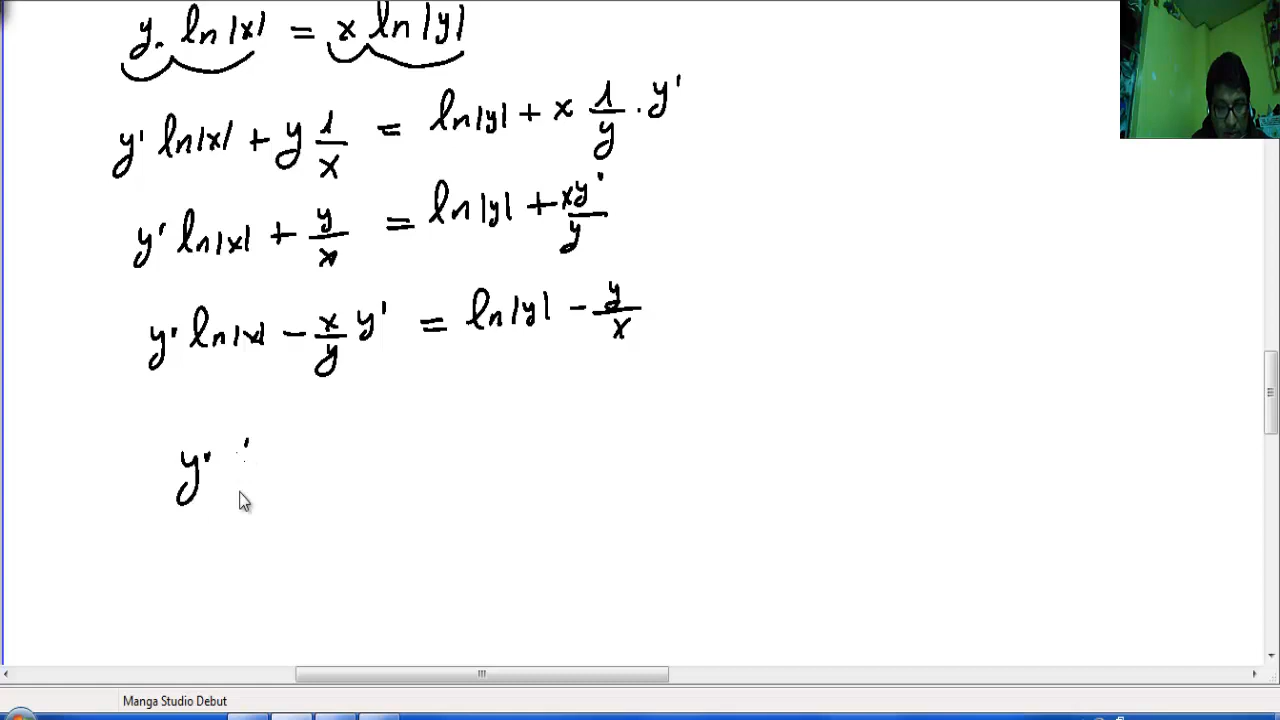 y. ln|x| = x ln|y|
y' ln|x| + y 1/x = ln|y| + x 1/y . y'
y' ln|x| + y/x = ln|y| + xy'/y
y' ln|x| - x/y y' = ln|y| - y/x
y'
Manga Studio Debut